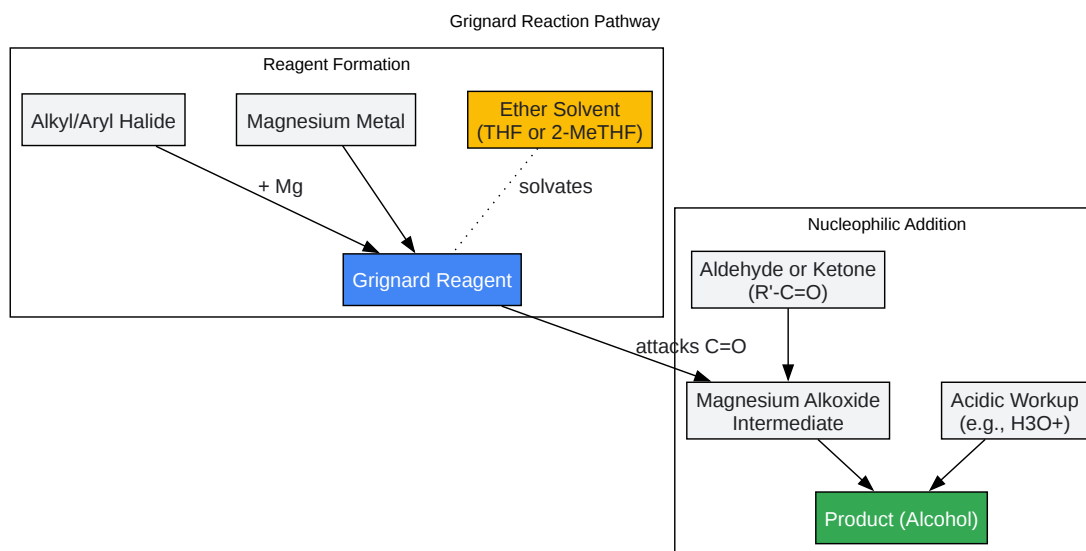 Grignard Reaction Pathway
Reagent Formation
Alkyl/Aryl Halide
Magnesium Metal
Ether Solvent
(THF or 2-MeTHF)
+ Mg
solvates
Grignard Reagent
Nucleophilic Addition
Aldehyde or Ketone
(R'-C=O)
attacks C=O
Magnesium Alkoxide
Intermediate
Acidic Workup
(e.g., H3O+)
Product (Alcohol)